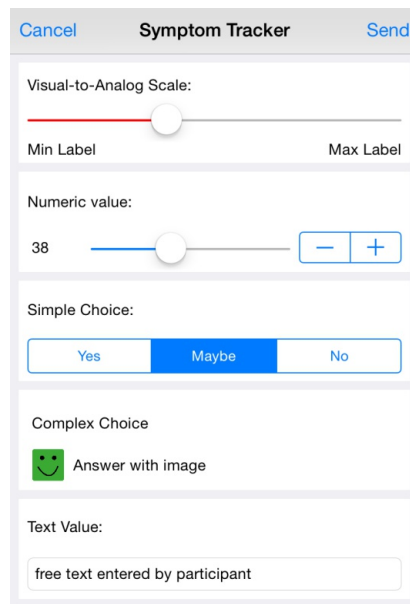 Cancel Symptom Tracker Send
Visual-to-Analog Scale:
Min Label Max Label
Numeric value:
38 − +
Simple Choice:
Yes Maybe No
Complex Choice
Answer with image
Text Value:
free text entered by participant